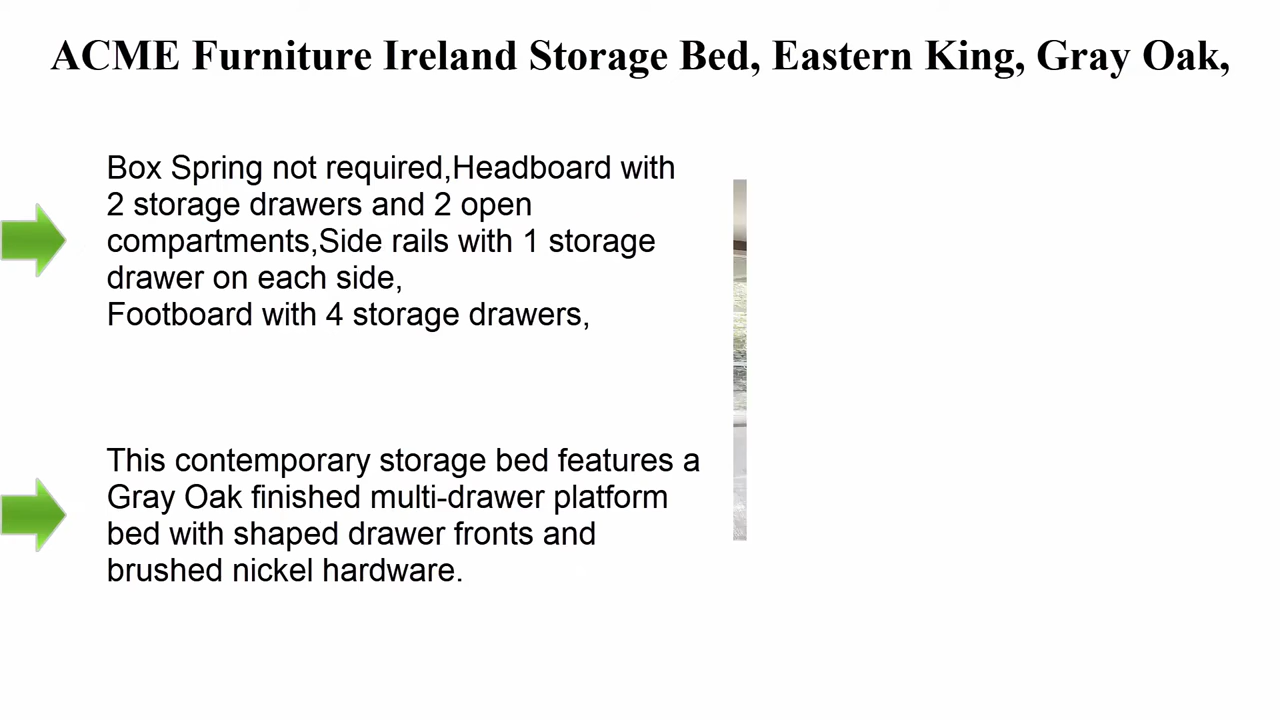 ACME Furniture Ireland Storage Bed, Eastern King, Gray Oak,
Box Spring not required,Headboard with
2 storage drawers and 2 open
compartments,Side rails with 1 storage
drawer on each side,
Footboard with 4 storage drawers,
This contemporary storage bed features a
Gray Oak finished multi-drawer platform
bed with shaped drawer fronts and
brushed nickel hardware.